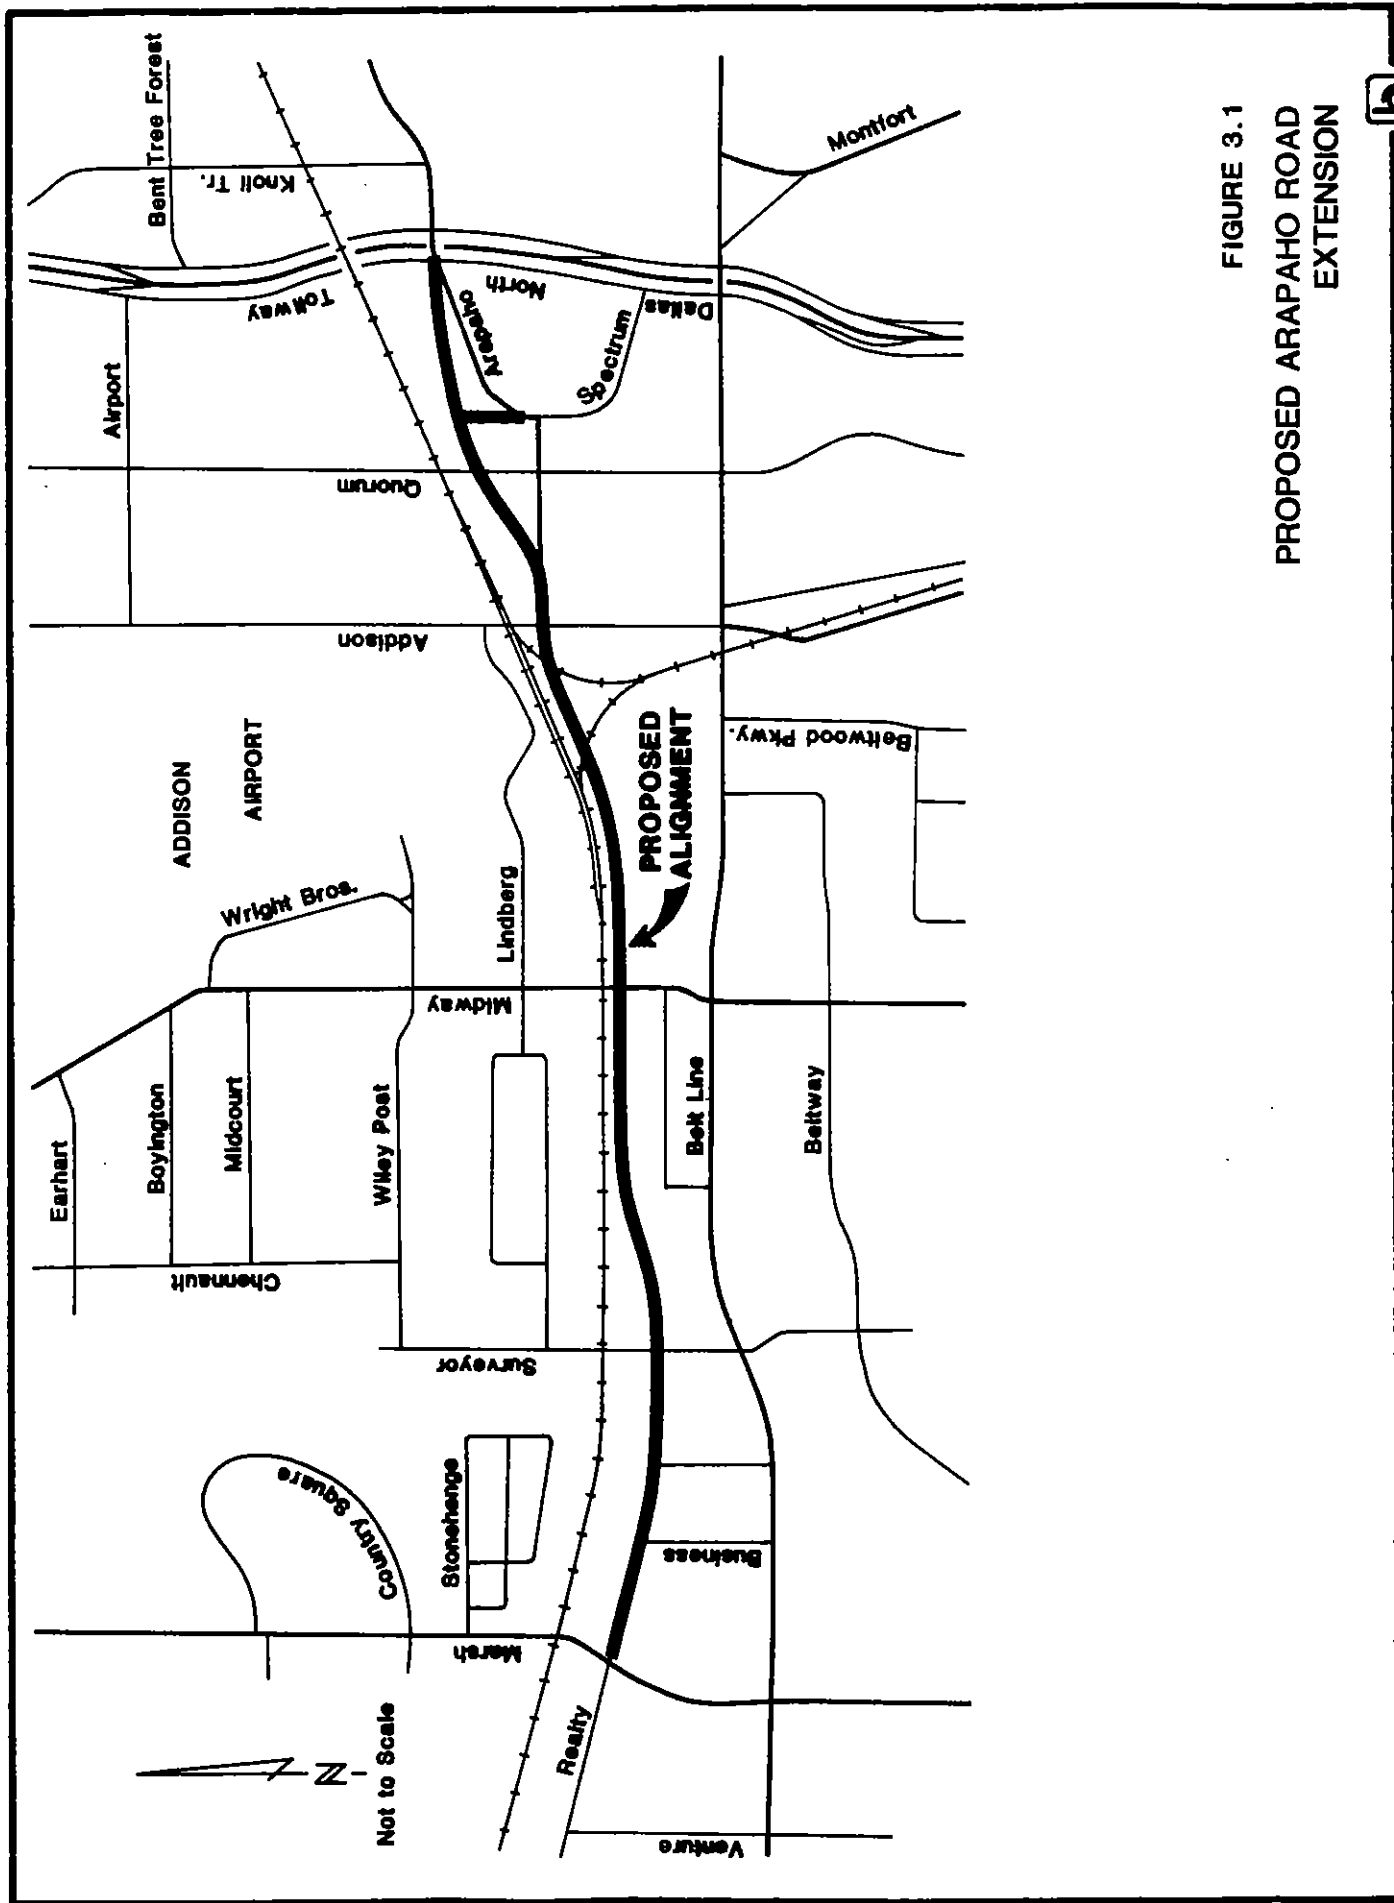 Bent Tree Forest
Knoll Tr.
Montfort
Tollway
North
Dallas
Arapaho
Spectrum
Airport
Quorum
Addison
ADDISON
AIRPORT
PROPOSED
ALIGNMENT
Beltwood Pkwy.
Wright Bros.
Lindberg
Midway
Earhart
Boyington
Midcourt
Wiley Post
Belt Line
Beltway
Chennault
Surveyor
Country Square
Stonehenge
Business
Marsh
Realty
Venture
N
Not to Scale
FIGURE 3.1
PROPOSED ARAPAHO ROAD
EXTENSION